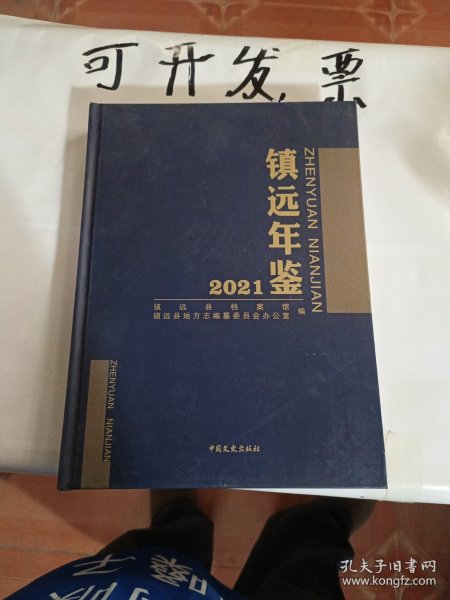 可开发票
ZHENYUAN NIANJIAN
镇远年鉴
2021
镇远县档案馆
镇远县地方志编纂委员会办公室
编
ZHENYUAN NIANJIAN
中国文史出版社
孔夫子旧书网
www.kongfz.com